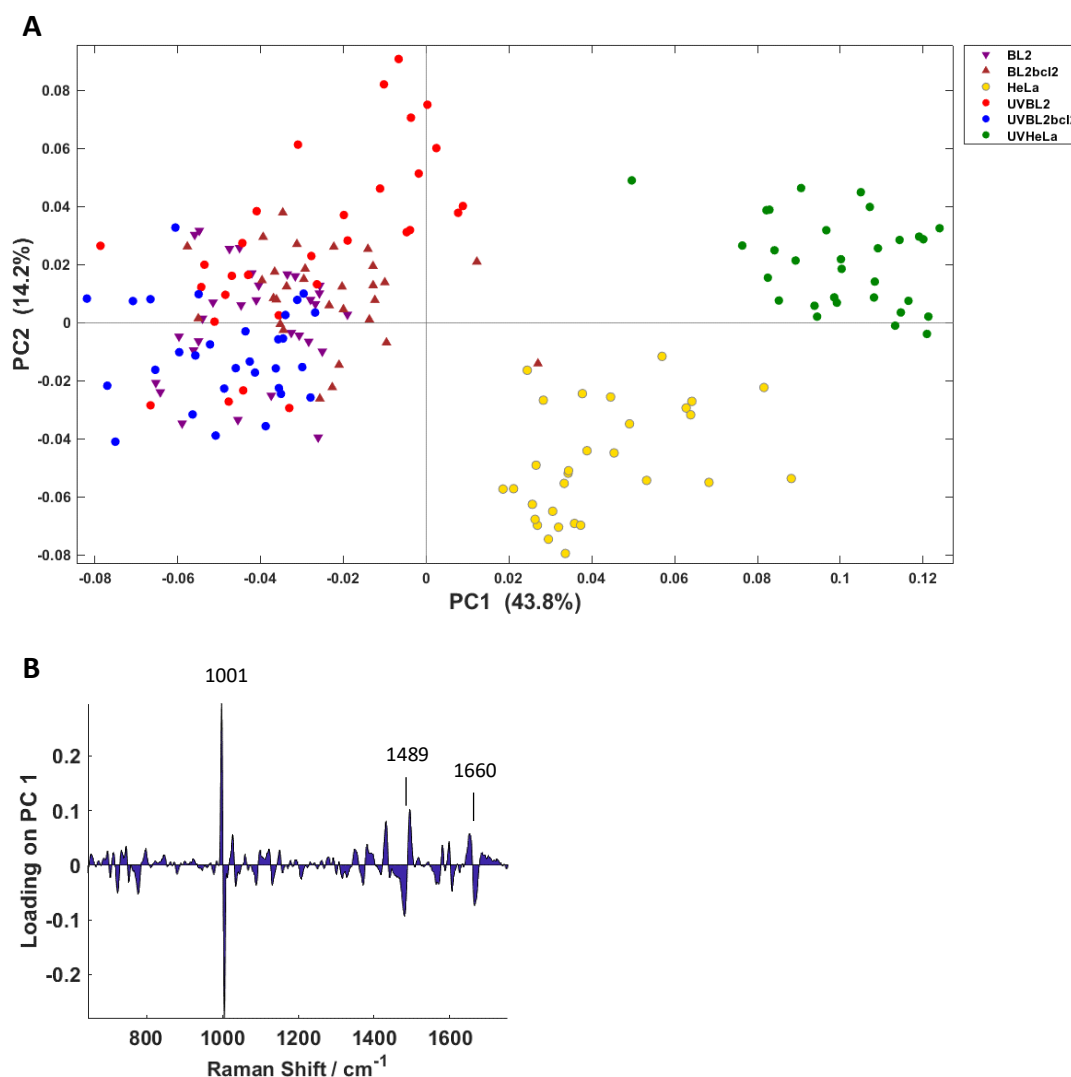 A
BL2
BL2bcl2
HeLa
UVBL2
UVBL2bcl2
UVHeLa
0.08
0.06
0.04
0.02
0
-0.02
-0.04
-0.06
-0.08
PC2 (14.2%)
-0.08 -0.06 -0.04 -0.02 0 0.02 0.04 0.06 0.08 0.1 0.12
PC1 (43.8%)
B
1001
1489
1660
0.2
0.1
0
-0.1
-0.2
Loading on PC 1
800 1000 1200 1400 1600
Raman Shift / cm⁻¹